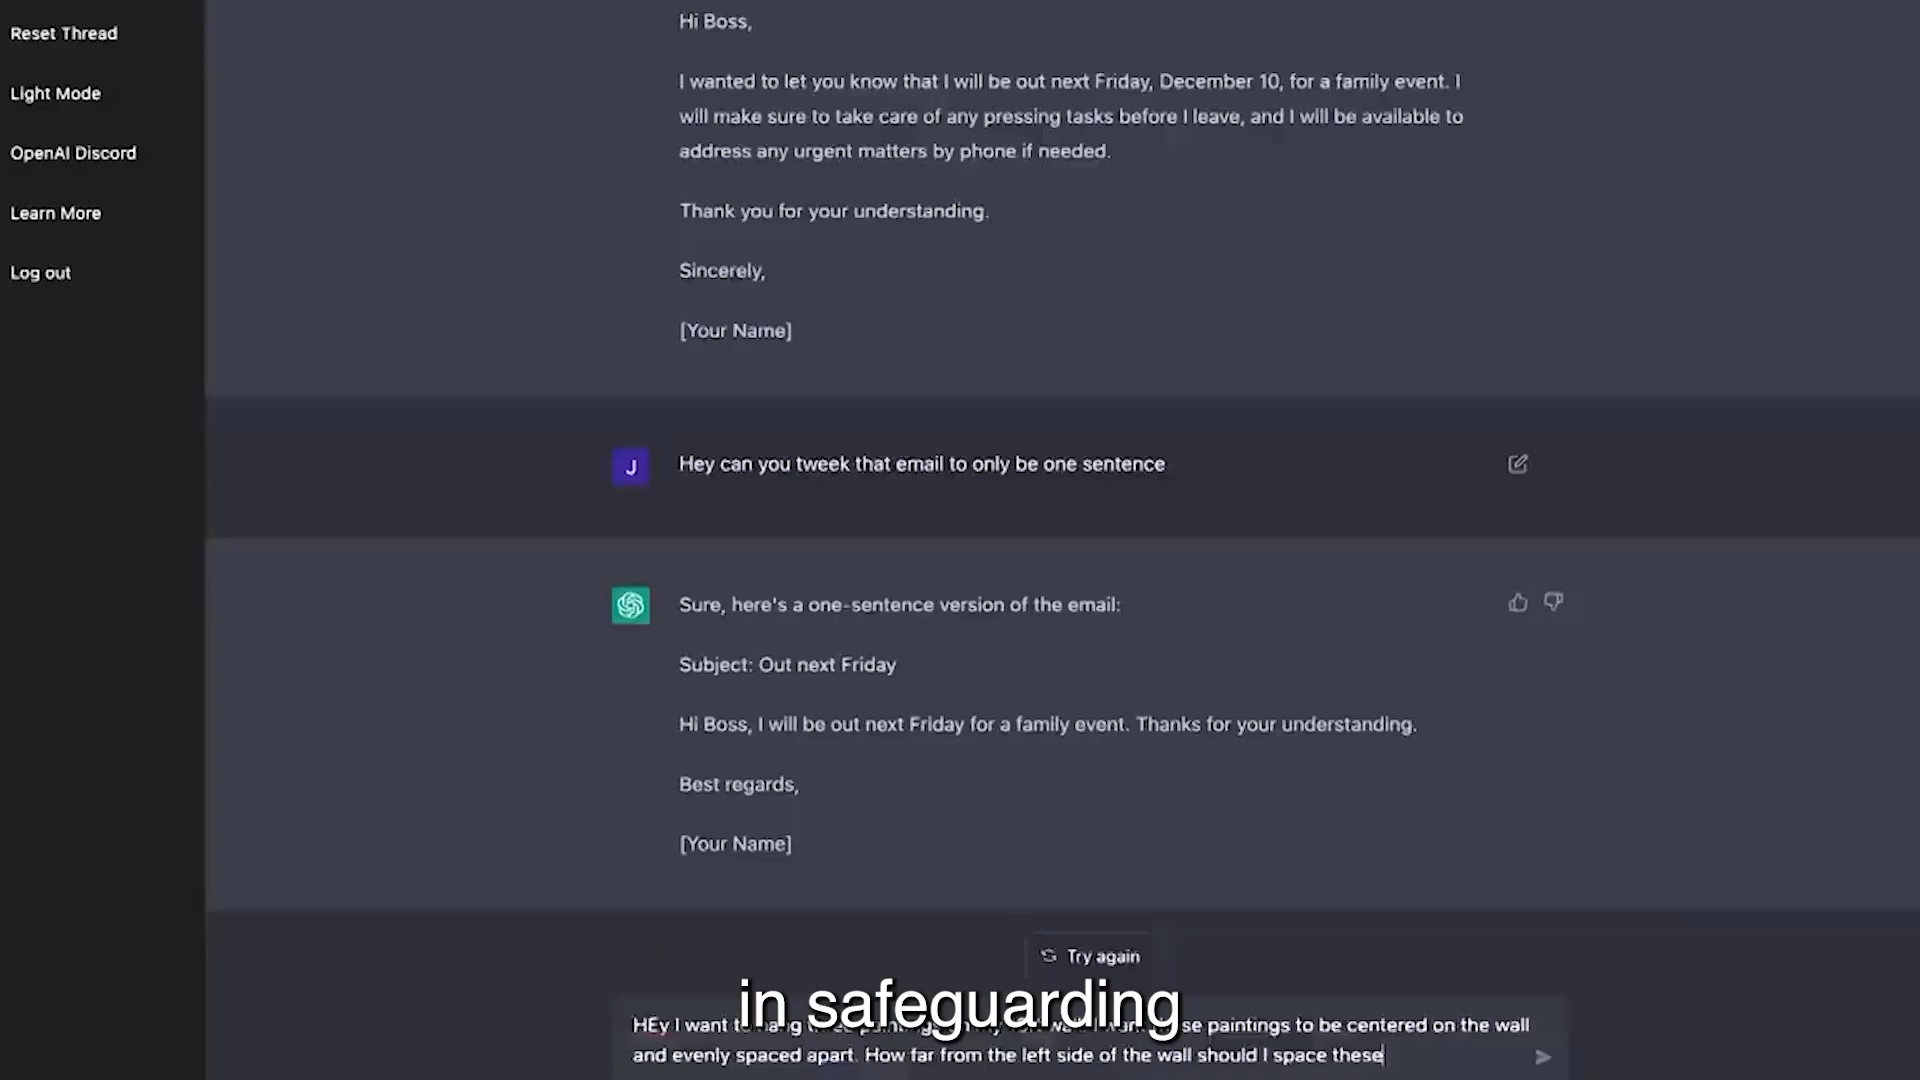 Reset Thread
Light Mode
OpenAI Discord
Learn More
Log out
Hi Boss,
I wanted to let you know that I will be out next Friday, December 10, for a family event. I
will make sure to take care of any pressing tasks before I leave, and I will be available to
address any urgent matters by phone if needed.
Thank you for your understanding.
Sincerely,
[Your Name]
J
Hey can you tweek that email to only be one sentence
Sure, here's a one-sentence version of the email:
Subject: Out next Friday
Hi Boss, I will be out next Friday for a family event. Thanks for your understanding.
Best regards,
[Your Name]
Try again
in safeguarding
HEy I want to hang paintings wall paintings to be centered on the wall
and evenly spaced apart. How far from the left side of the wall should I space these